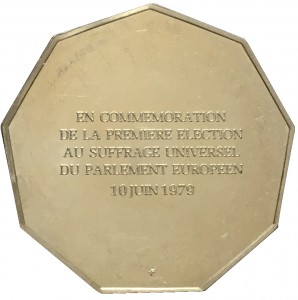 EN COMMEMORATION
DE LA PREMIERE ELECTION
AU SUFFRAGE UNIVERSEL
DU PARLEMENT EUROPEEN
10 JUIN 1979